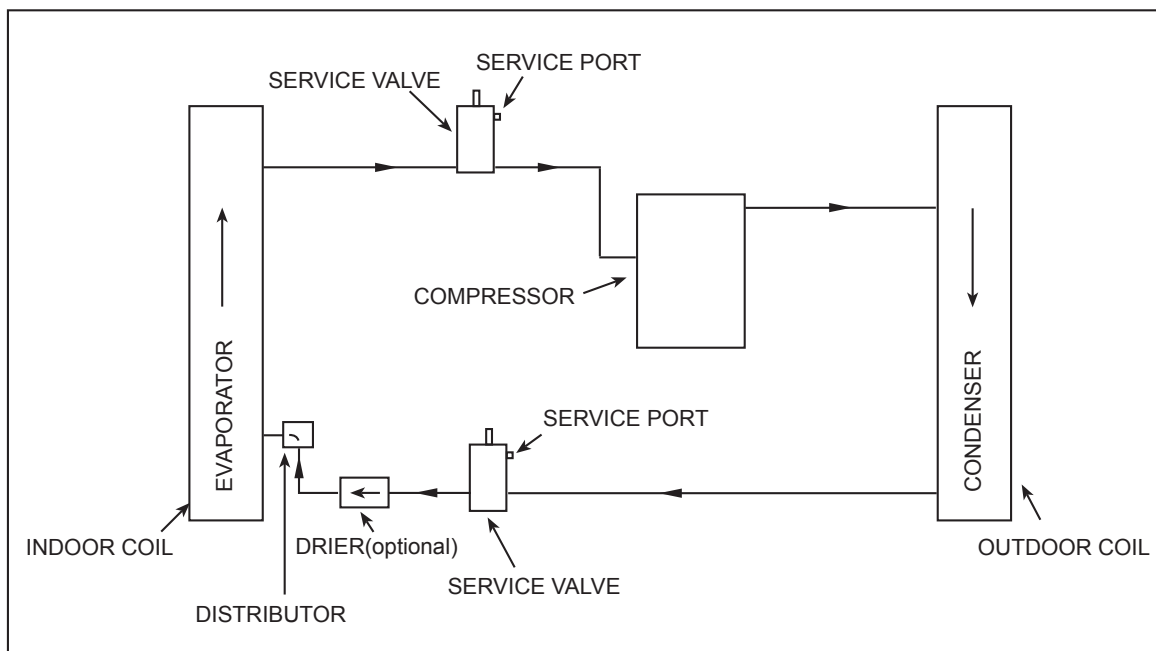 SERVICE PORT
SERVICE VALVE
COMPRESSOR
EVAPORATOR
CONDENSER
SERVICE PORT
INDOOR COIL
DRIER(optional)
OUTDOOR COIL
SERVICE VALVE
DISTRIBUTOR